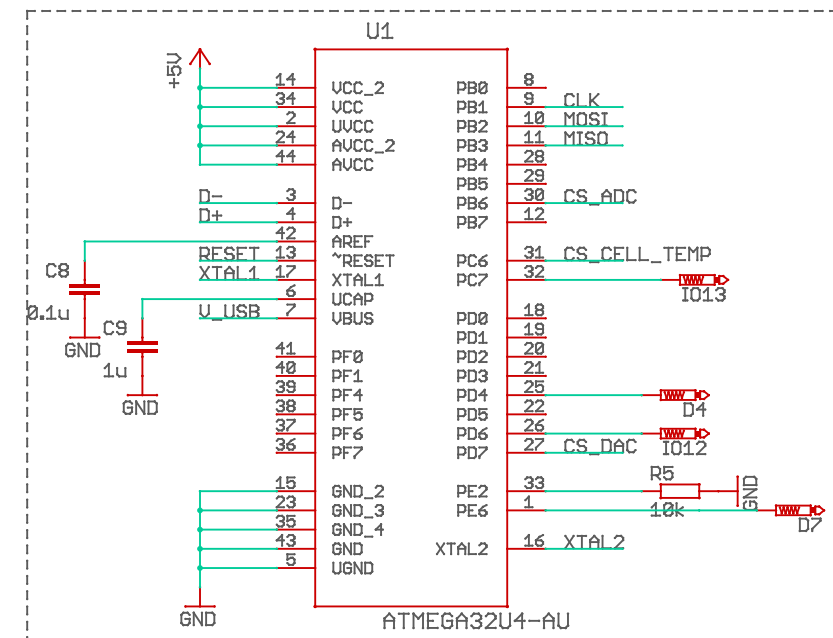 U1
+5V
14 VCC_2 PB0 8
34 VCC PB1 9 CLK
2 UVCC PB2 10 MOSI
24 AVCC_2 PB3 11 MISO
44 AVCC PB4 28
PB5 29
D- 3 D- PB6 30 CS_ADC
D+ 4 D+ PB7 12
42 AREF
RESET 13 ~RESET PC6 31 CS_CELL_TEMP
XTAL1 17 XTAL1 PC7 32
C8 6 UCAP IO13
0.1u V_USB 7 VBUS PD0 18
C9 PD1 19
GND 41 PF0 PD2 20
1u 40 PF1 PD3 21
39 PF4 PD4 25
GND 38 PF5 PD5 22 D4
37 PF6 PD6 26
36 PF7 PD7 27 CS_DAC IO12
R5
15 GND_2 PE2 33 GND
23 GND_3 PE6 1 10k
35 GND_4 D7
43 GND XTAL2 16 XTAL2
5 UGND
GND ATMEGA32U4-AU